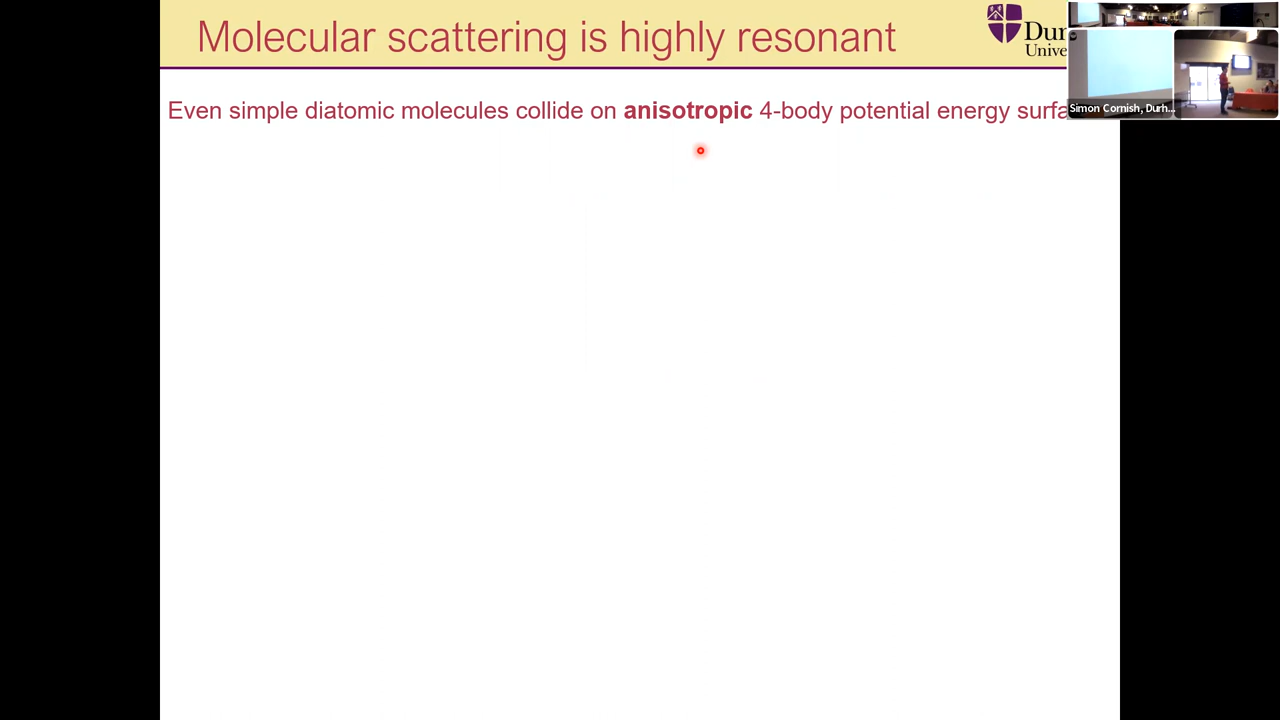 Molecular scattering is highly resonant
Dur
Unive
Even simple diatomic molecules collide on anisotropic 4-body potential energy surfa
Simon Cornish, Durh...